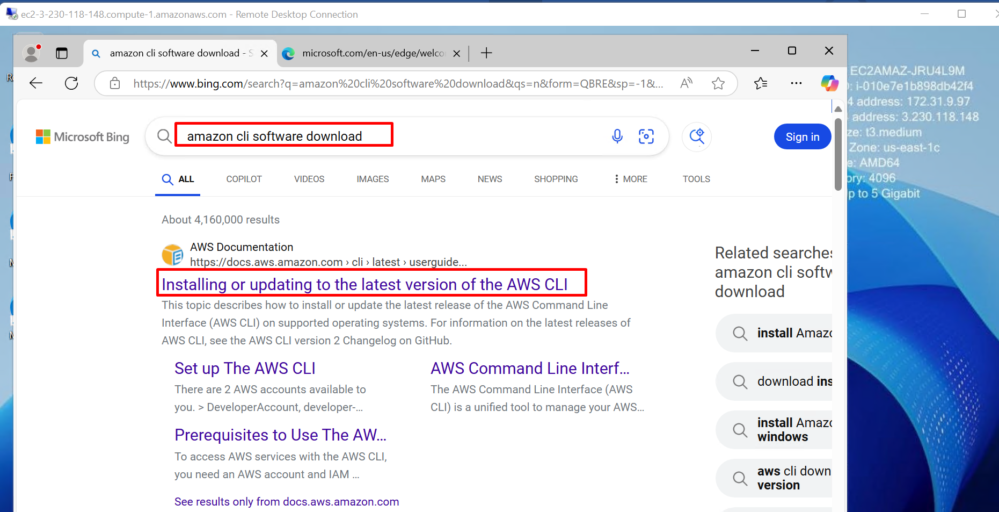 ec2-3-230-118-148.compute-1.amazonaws.com - Remote Desktop Connection
amazon cli software download - S
microsoft.com/en-us/edge/welco
https://www.bing.com/search?q=amazon%20cli%20software%20download&qs=n&form=QBRE&sp=-1&...
EC2AMAZ-JRU4L9M
: i-010e7e1b898db42f4
4 address: 172.31.9.97
address: 3.230.118.148
ze: t3.medium
Zone: us-east-1c
e: AMD64
ory: 4096
p to 5 Gigabit
Microsoft Bing
amazon cli software download
Sign in
ALL
COPILOT
VIDEOS
IMAGES
MAPS
NEWS
SHOPPING
MORE
TOOLS
About 4,160,000 results
AWS Documentation
https://docs.aws.amazon.com › cli › latest › userguide...
Installing or updating to the latest version of the AWS CLI
This topic describes how to install or update the latest release of the AWS Command Line
Interface (AWS CLI) on supported operating systems. For information on the latest releases of
AWS CLI, see the AWS CLI version 2 Changelog on GitHub.
Set up The AWS CLI
There are 2 AWS accounts available to
you. > DeveloperAccount, developer-...
AWS Command Line Interf...
The AWS Command Line Interface (AWS
CLI) is a unified tool to manage your AWS...
Prerequisites to Use The AW...
To access AWS services with the AWS CLI,
you need an AWS account and IAM ...
See results only from docs.aws.amazon.com
Related searches
amazon cli softw
download
install Amazo
download ins
install Amazo
windows
aws cli down
version